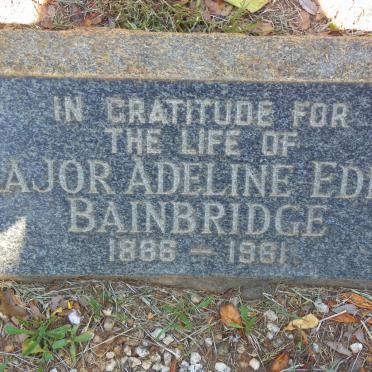 IN GRATITUDE FOR
THE LIFE OF
AJOR ADELINE EDI
BAINBRIDGE
1886 – 1961.